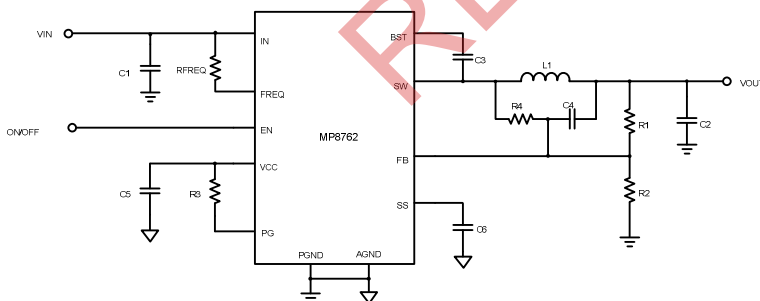 VIN
C1
RFREQ
IN
FREQ
ON/OFF
EN
VCC
C5
R3
PG
MP8762
PGND
AGND
BST
C3
SW
L1
R4
C4
VOUT
R1
C2
FB
R2
SS
C6